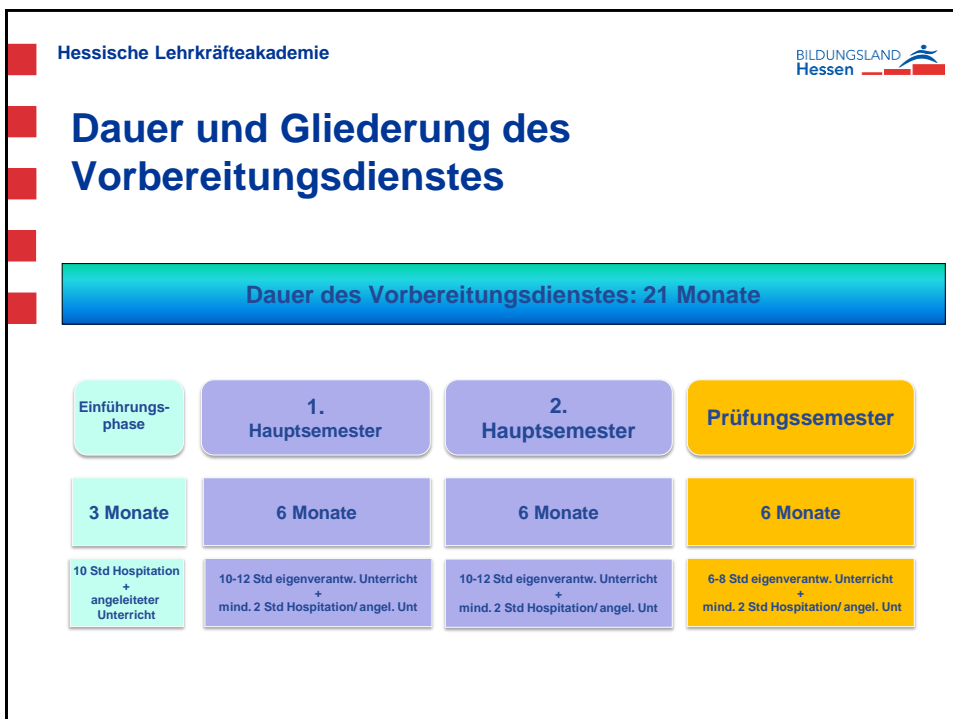 Hessische Lehrkräfteakademie
BILDUNGSLAND
Hessen
Dauer und Gliederung des
Vorbereitungsdienstes
Dauer des Vorbereitungsdienstes: 21 Monate
Einführungs-
phase
1.
Hauptsemester
2.
Hauptsemester
Prüfungssemester
3 Monate
6 Monate
6 Monate
6 Monate
10 Std Hospitation
+
angeleiteter
Unterricht
10-12 Std eigenverantw. Unterricht
+
mind. 2 Std Hospitation/ angel. Unt
10-12 Std eigenverantw. Unterricht
+
mind. 2 Std Hospitation/ angel. Unt
6-8 Std eigenverantw. Unterricht
+
mind. 2 Std Hospitation/ angel. Unt